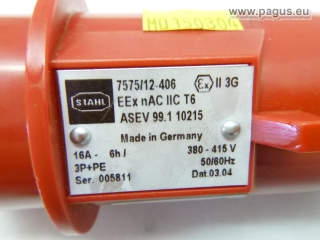 © www.pagus.eu
MQ150304
7575/12-406
Ex II 3G
STAHL
EEx nAC IIC T6
ASEV 99.1 10215
Made in Germany
16A - 6h/ 380 - 415 V
3P+PE 50/60Hz
Ser. 005811 Dat.03.04